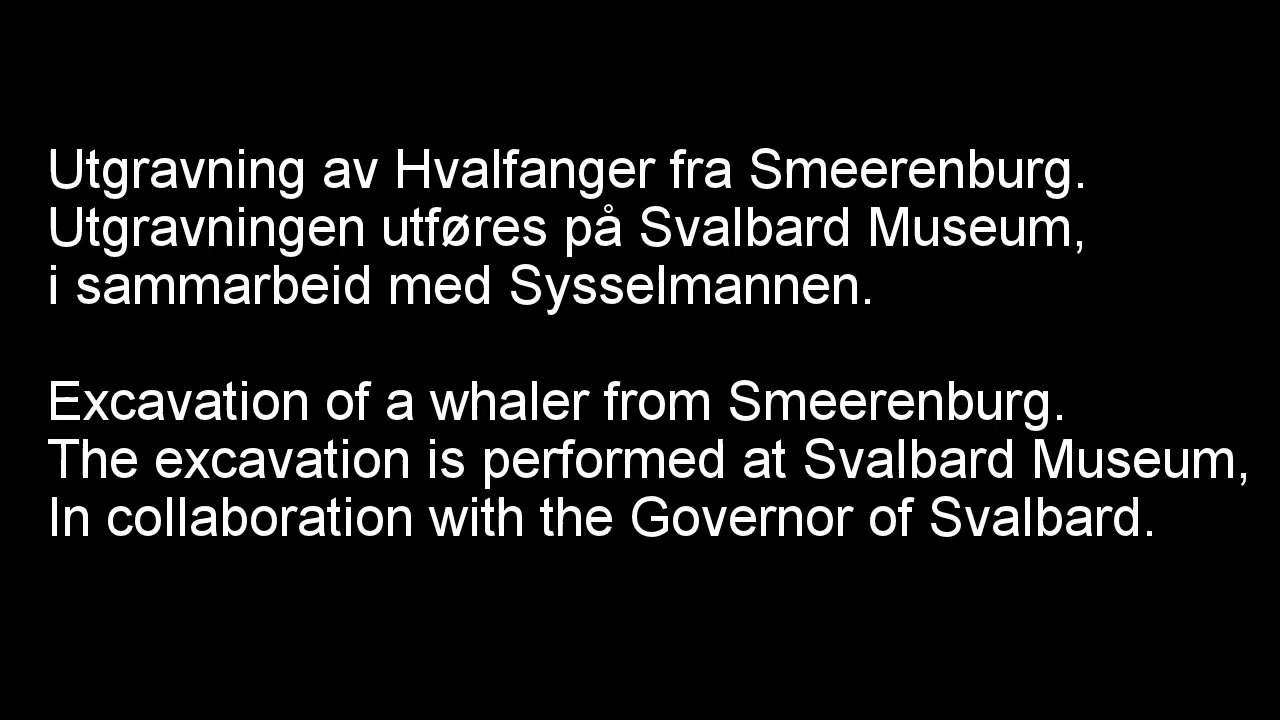 Utgravning av Hvalfanger fra Smeerenburg.
Utgravningen utføres på Svalbard Museum,
i sammarbeid med Sysselmannen.
Excavation of a whaler from Smeerenburg.
The excavation is performed at Svalbard Museum,
In collaboration with the Governor of Svalbard.